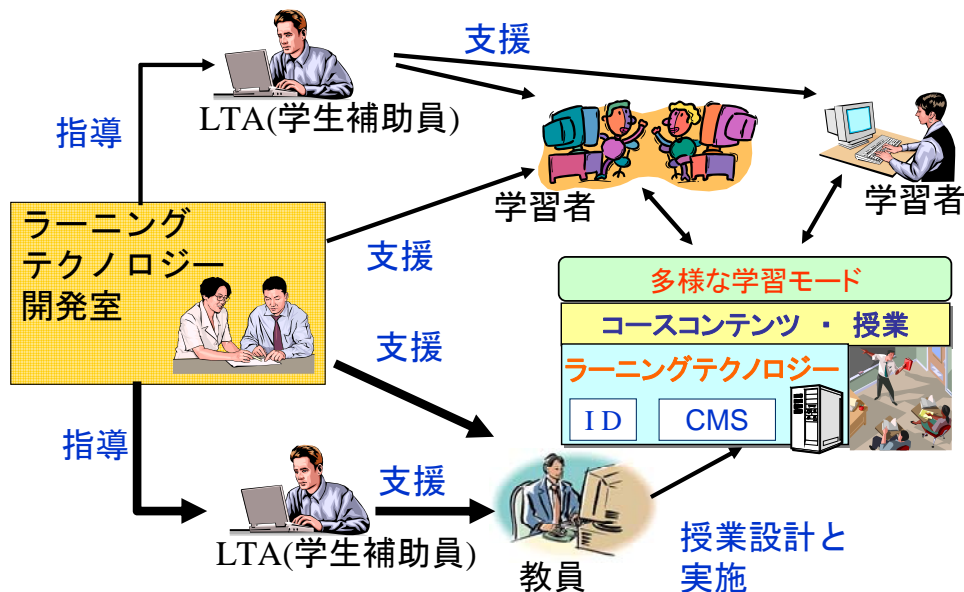 支援
LTA(学生補助員)
指導
学習者
学習者
ラーニング
テクノロジー
開発室
支援
多様な学習モード
コースコンテンツ ・ 授業
支援
ラーニングテクノロジー
I D
CMS
指導
支援
LTA(学生補助員)
教員
授業設計と
実施